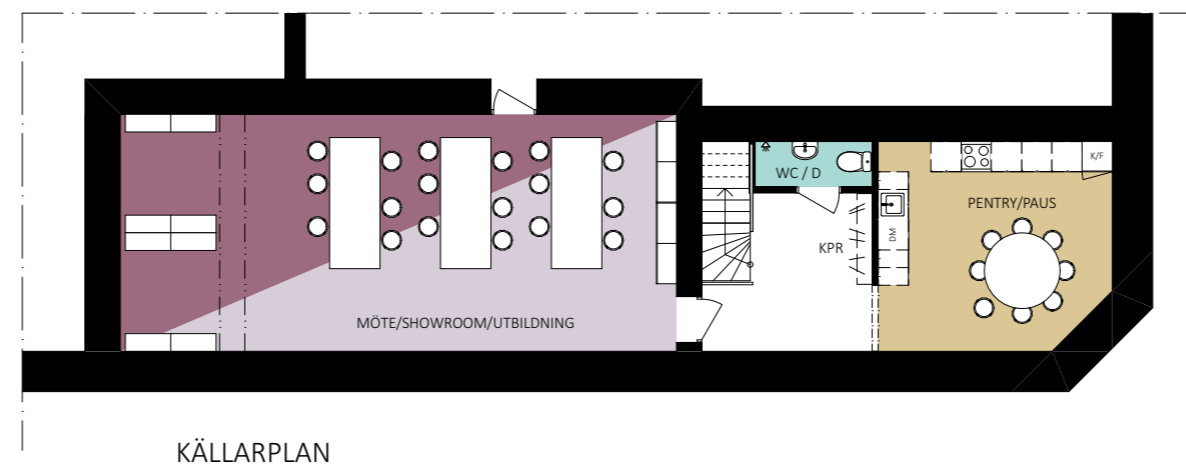 WC / D
K/F
PENTRY/PAUS
DM
KPR
MÖTE/SHOWROOM/UTBILDNING
KÄLLARPLAN